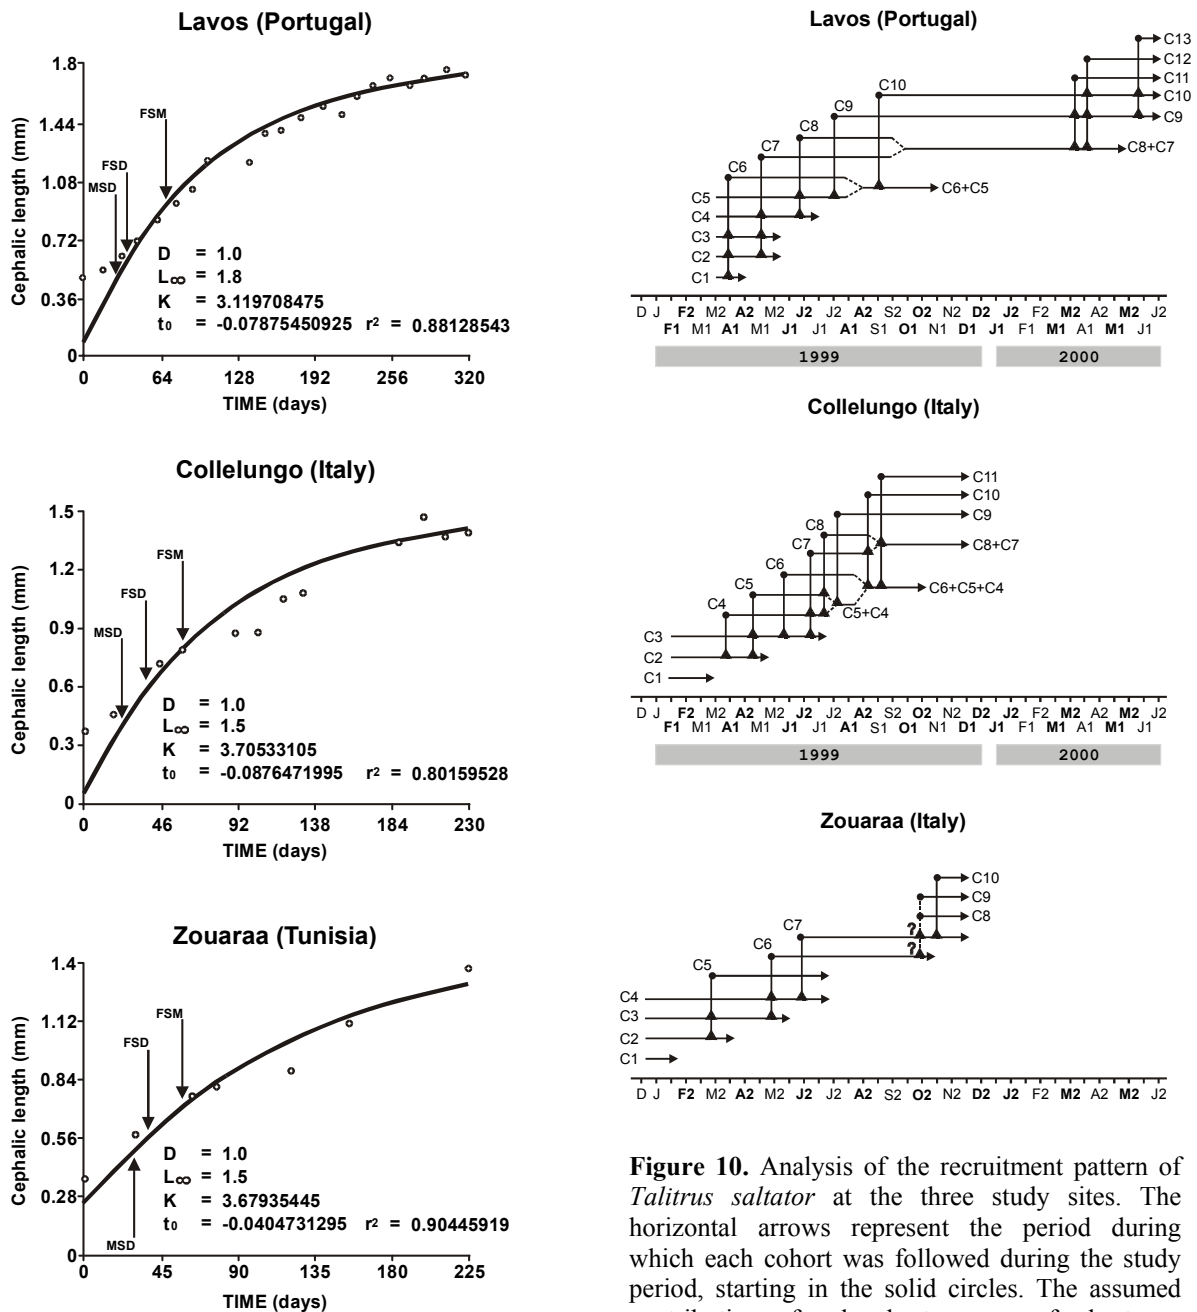 Lavos (Portugal)
1.8
1.44
1.08
0.72
0.36
0
Cephalic length (mm)
MSD
FSD
FSM
D = 1.0
L∞ = 1.8
K = 3.119708475
t0 = -0.07875450925 r² = 0.88128543
0 64 128 192 256 320
TIME (days)
Collelungo (Italy)
1.5
1.2
0.9
0.6
0.3
0
Cephalic length (mm)
MSD
FSD
FSM
D = 1.0
L∞ = 1.5
K = 3.70533105
t0 = -0.0876471995 r² = 0.80159528
0 46 92 138 184 230
TIME (days)
Zouaraa (Tunisia)
1.4
1.12
0.84
0.56
0.28
0
Cephalic length (mm)
FSD
FSM
MSD
D = 1.0
L∞ = 1.5
K = 3.67935445
t0 = -0.0404731295 r² = 0.90445919
0 45 90 135 180 225
TIME (days)
Lavos (Portugal)
C13
C12
C11
C10 C10
C9 C9
C8
C7 C8+C7
C6
C5 C6+C5
C4
C3
C2
C1
D J F2 M2 A2 M2 J2 J2 A2 S2 O2 N2 D2 J2 F2 M2 A2 M2 J2
F1 M1 A1 M1 J1 J1 A1 S1 O1 N1 D1 J1 F1 M1 A1 M1 J1
1999 2000
Collelungo (Italy)
C11
C10
C9
C8
C7 C8+C7
C6
C5 C6+C5+C4
C4 C5+C4
C3
C2
C1
D J F2 M2 A2 M2 J2 J2 A2 S2 O2 N2 D2 J2 F2 M2 A2 M2 J2
F1 M1 A1 M1 J1 J1 A1 S1 O1 N1 D1 J1 F1 M1 A1 M1 J1
1999 2000
Zouaraa (Italy)
C10
C9
C8
C7 ?
C6 ?
C5
C4
C3
C2
C1
D J F2 M2 A2 M2 J2 J2 A2 S2 O2 N2 D2 J2 F2 M2 A2 M2 J2
Figure 10. Analysis of the recruitment pattern of
Talitrus saltator at the three study sites. The
horizontal arrows represent the period during
which each cohort was followed during the study
period, starting in the solid circles. The assumed